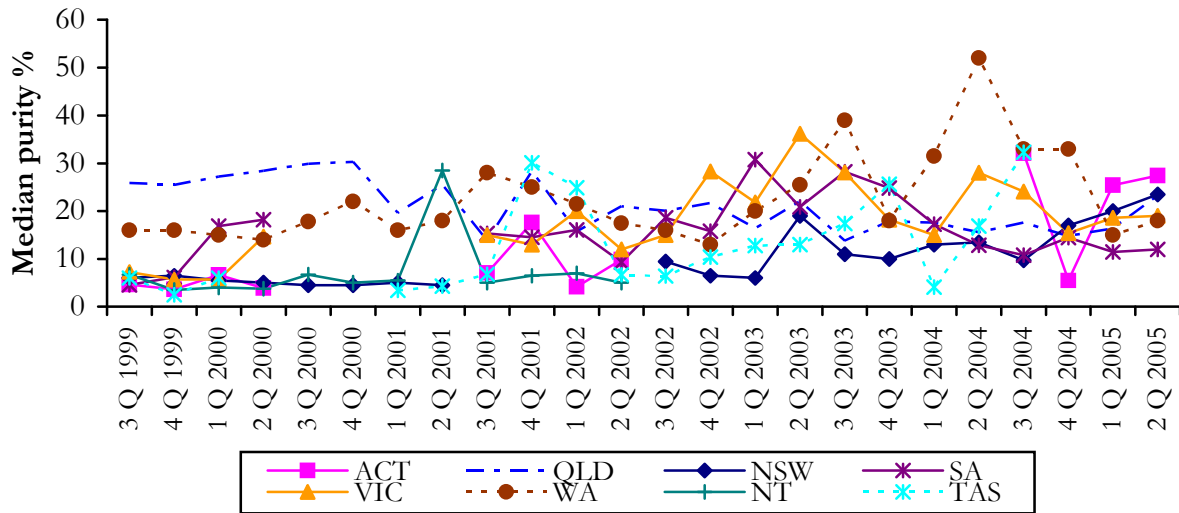 Median purity %
60
50
40
30
20
10
0
3 Q 1999
4 Q 1999
1 Q 2000
2 Q 2000
3 Q 2000
4 Q 2000
1 Q 2001
2 Q 2001
3 Q 2001
4 Q 2001
1 Q 2002
2 Q 2002
3 Q 2002
4 Q 2002
1 Q 2003
2 Q 2003
3 Q 2003
4 Q 2003
1 Q 2004
2 Q 2004
3 Q 2004
4 Q 2004
1 Q 2005
2 Q 2005
ACT QLD NSW SA
VIC WA NT TAS